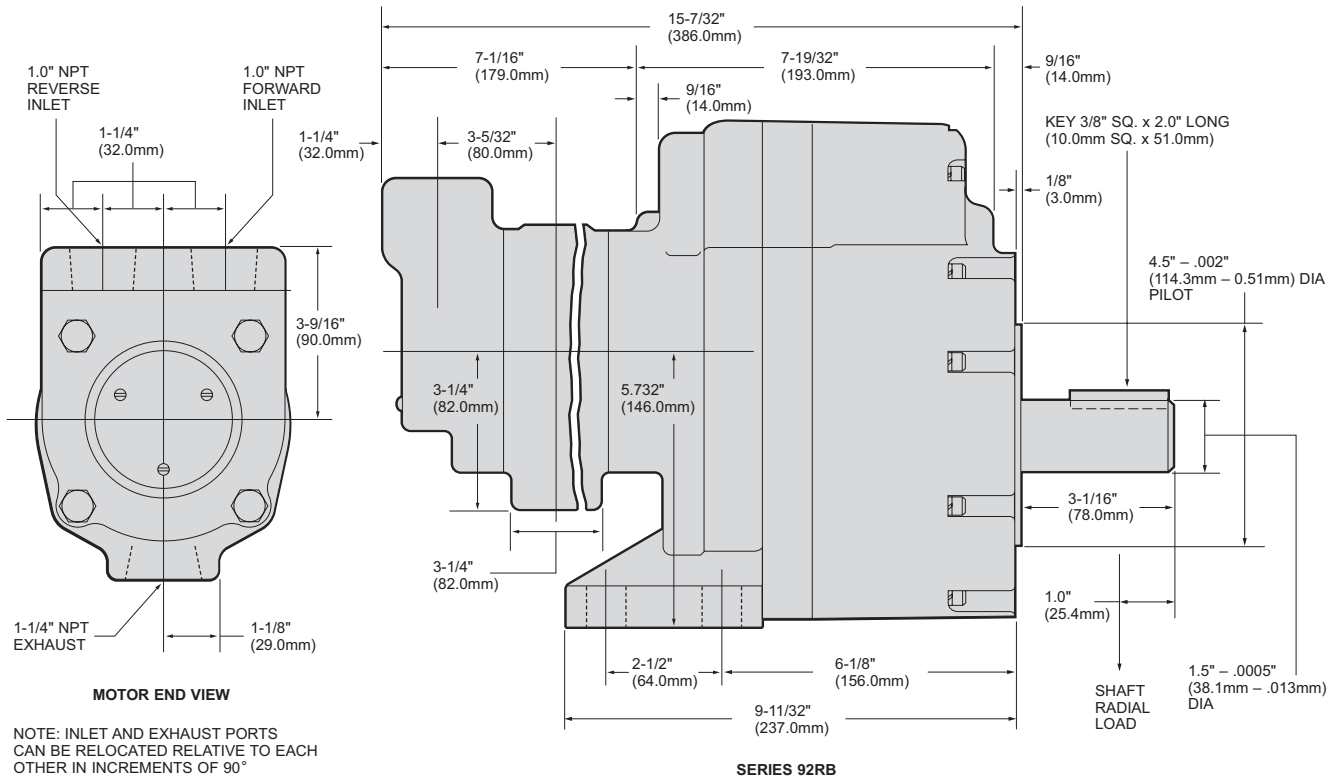 15-7/32"
(386.0mm)
7-1/16"
(179.0mm)
7-19/32"
(193.0mm)
9/16"
(14.0mm)
1.0" NPT
REVERSE
INLET
1.0" NPT
FORWARD
INLET
9/16"
(14.0mm)
KEY 3/8" SQ. x 2.0" LONG
(10.0mm SQ. x 51.0mm)
1-1/4"
(32.0mm)
1-1/4"
(32.0mm)
3-5/32"
(80.0mm)
1/8"
(3.0mm)
4.5" – .002"
(114.3mm – 0.51mm) DIA
PILOT
3-9/16"
(90.0mm)
3-1/4"
(82.0mm)
5.732"
(146.0mm)
3-1/16"
(78.0mm)
3-1/4"
(82.0mm)
1.0"
(25.4mm)
1-1/4" NPT
EXHAUST
1-1/8"
(29.0mm)
2-1/2"
(64.0mm)
6-1/8"
(156.0mm)
SHAFT
RADIAL
LOAD
1.5" – .0005"
(38.1mm – .013mm)
DIA
9-11/32"
(237.0mm)
MOTOR END VIEW
NOTE: INLET AND EXHAUST PORTS
CAN BE RELOCATED RELATIVE TO EACH
OTHER IN INCREMENTS OF 90°
SERIES 92RB